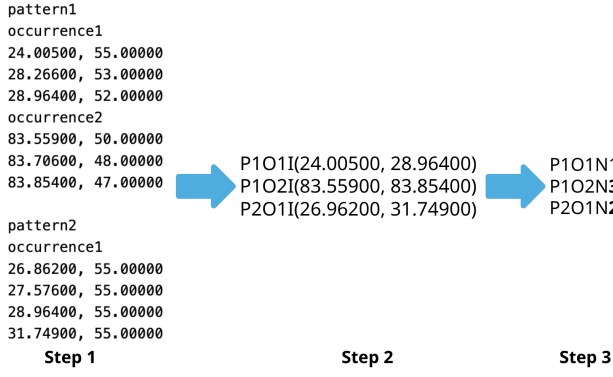 pattern1
occurrence1
24.00500, 55.00000
28.26600, 53.00000
28.96400, 52.00000
occurrence2
83.55900, 50.00000
83.70600, 48.00000
83.85400, 47.00000
pattern2
occurrence1
26.86200, 55.00000
27.57600, 55.00000
28.96400, 55.00000
31.74900, 55.00000
Step 1
P1O1I(24.00500, 28.96400)
P1O2I(83.55900, 83.85400)
P2O1I(26.96200, 31.74900)
Step 2
P1O1N1
P1O2N3
P2O1N2
Step 3